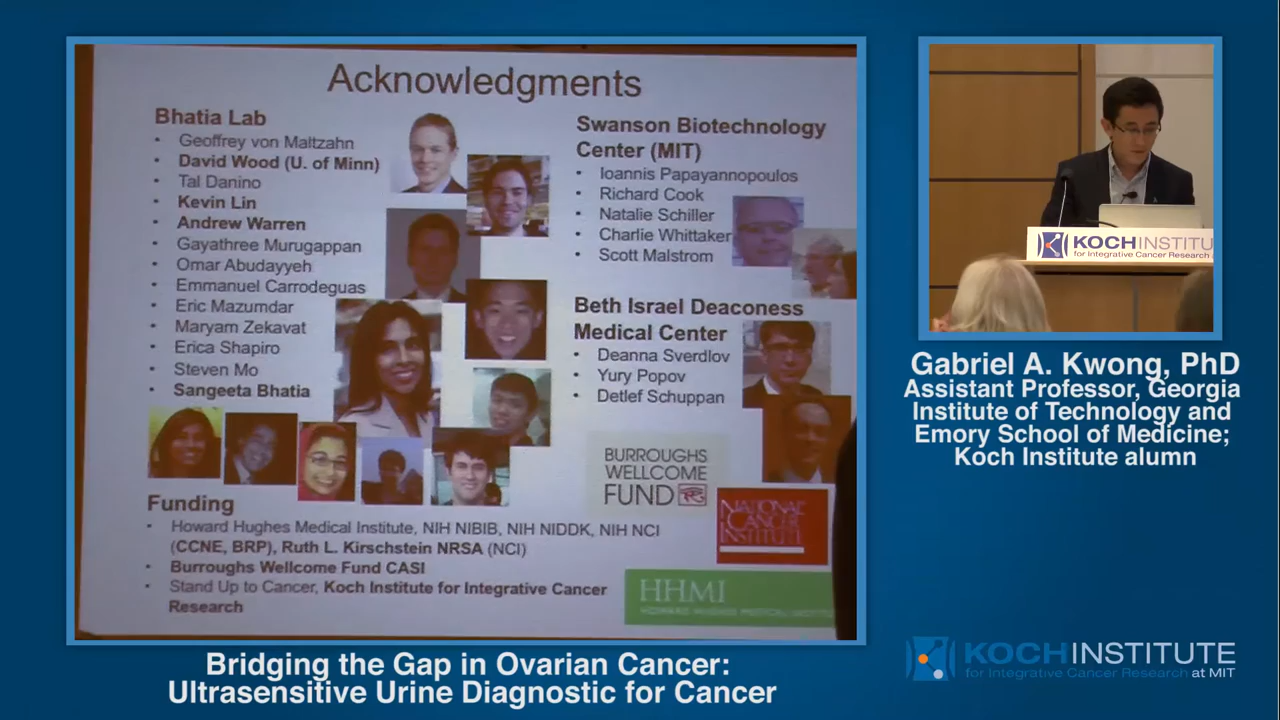 Acknowledgments
Bhatia Lab
• Geoffrey von Maltzahn
• David Wood (U. of Minn)
• Tal Danino
• Kevin Lin
• Andrew Warren
• Gayathree Murugappan
• Omar Abudayyeh
• Emmanuel Carrodeguas
• Eric Mazumdar
• Maryam Zekavat
• Erica Shapiro
• Steven Mo
• Sangeeta Bhatia
Swanson Biotechnology
Center (MIT)
• Ioannis Papayannopoulos
• Richard Cook
• Natalie Schiller
• Charlie Whittaker
• Scott Malstrom
Beth Israel Deaconess
Medical Center
• Deanna Sverdlov
• Yury Popov
• Detlef Schuppan
BURROUGHS
WELLCOME
FUND
NATIONAL
CANCER
INSTITUTE
HHMI
HOWARD HUGHES MEDICAL INSTITU
Funding
• Howard Hughes Medical Institute, NIH NIBIB, NIH NIDDK, NIH NCI
(CCNE, BRP), Ruth L. Kirschstein NRSA (NCI)
• Burroughs Wellcome Fund CASI
• Stand Up to Cancer, Koch Institute for Integrative Cancer
Research
KOCH INSTITUTE
for Integrative Cancer Research
Gabriel A. Kwong, PhD
Assistant Professor, Georgia
Institute of Technology and
Emory School of Medicine;
Koch Institute alumn
Bridging the Gap in Ovarian Cancer:
Ultrasensitive Urine Diagnostic for Cancer
KOCH INSTITUTE
for Integrative Cancer Research at MIT